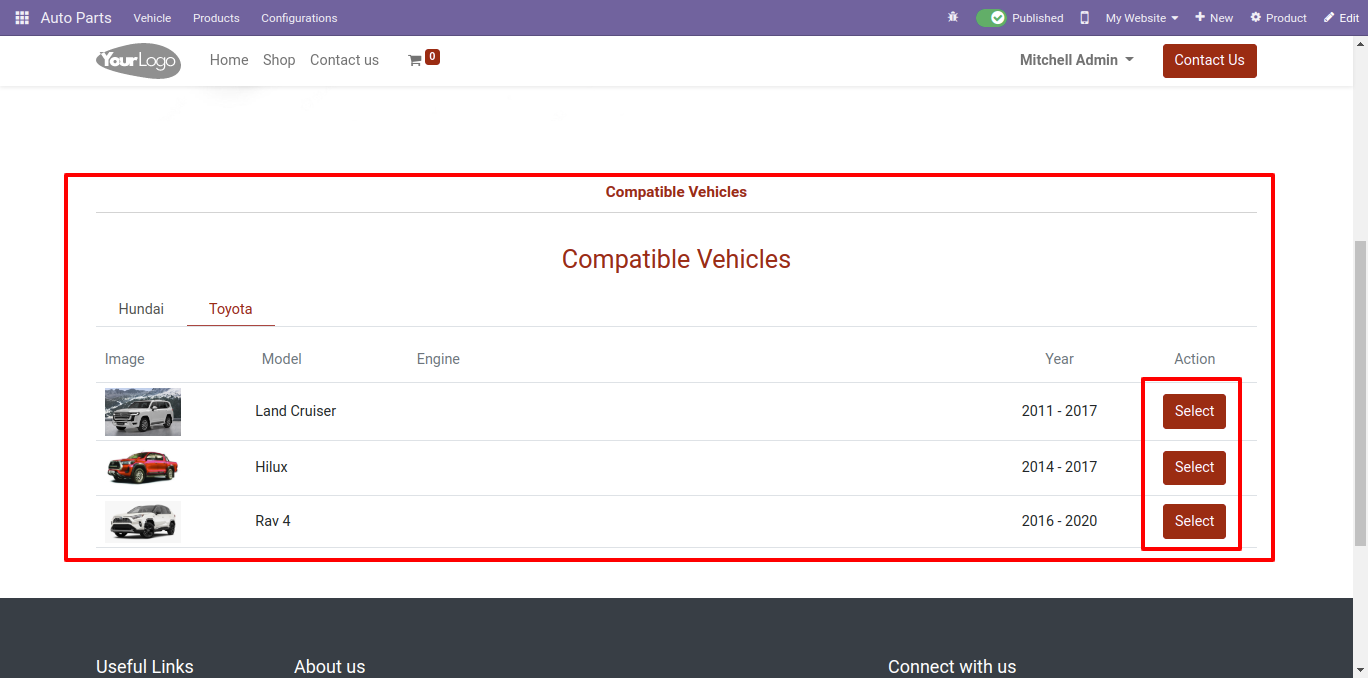 Auto Parts Vehicle Products Configurations Published My Website New Product Edit
YourLogo Home Shop Contact us 0 Mitchell Admin Contact Us
Compatible Vehicles
Compatible Vehicles
Hundai Toyota
Image Model Engine Year Action
Land Cruiser 2011 - 2017 Select
Hilux 2014 - 2017 Select
Rav 4 2016 - 2020 Select
Useful Links About us Connect with us